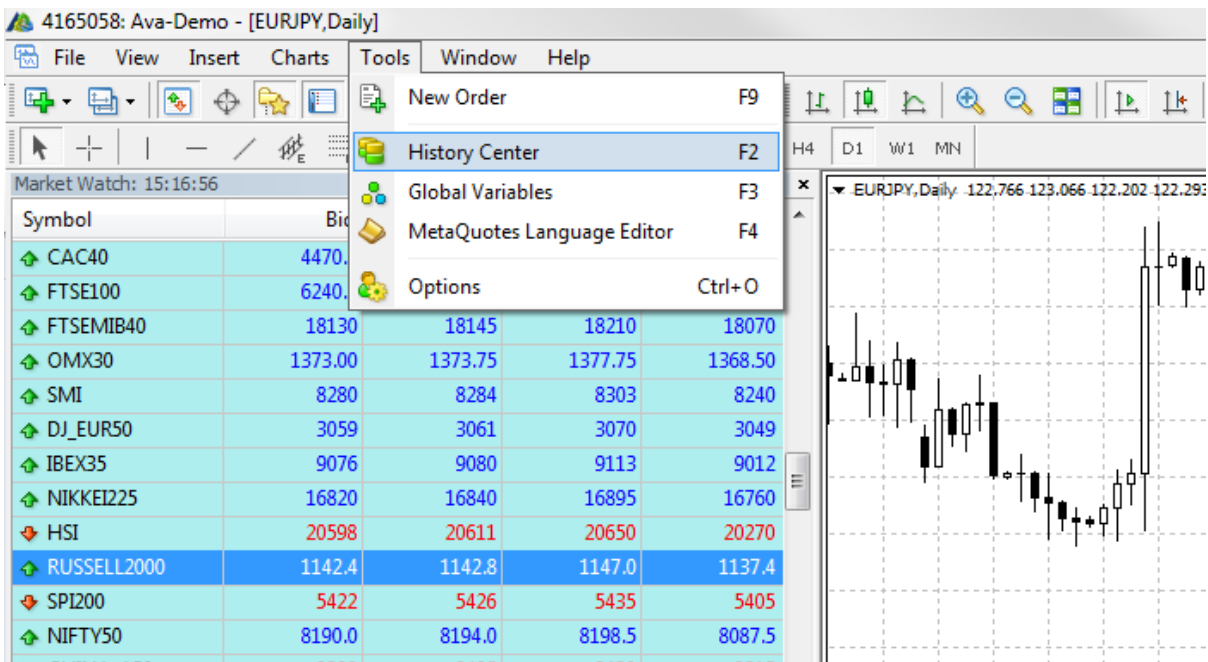 4165058: Ava-Demo - [EURJPY,Daily]
File View Insert Charts Tools Window Help
New Order F9
History Center F2
H4 D1 W1 MN
Market Watch: 15:16:56
Global Variables F3
EURJPY,Daily 122.766 123.066 122.202 122.293
Symbol Bid
MetaQuotes Language Editor F4
CAC40 4470.
Options Ctrl+O
FTSE100 6240.
FTSEMIB40 18130 18145 18210 18070
OMX30 1373.00 1373.75 1377.75 1368.50
SMI 8280 8284 8303 8240
DJ_EUR50 3059 3061 3070 3049
IBEX35 9076 9080 9113 9012
NIKKEI225 16820 16840 16895 16760
HSI 20598 20611 20650 20270
RUSSELL2000 1142.4 1142.8 1147.0 1137.4
SPI200 5422 5426 5435 5405
NIFTY50 8190.0 8194.0 8198.5 8087.5